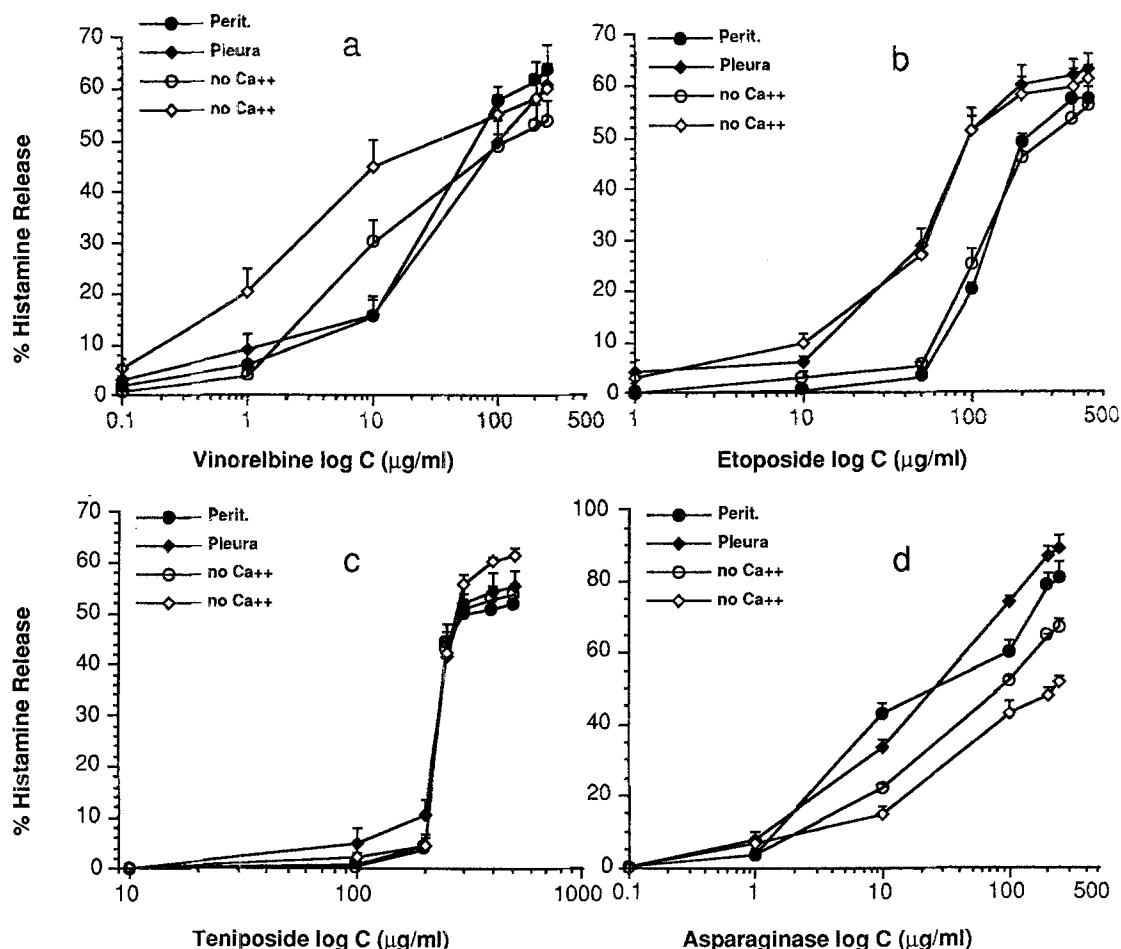 a
Perit.
Pleura
no Ca++
no Ca++
% Histamine Release
70
60
50
40
30
20
10
0
0.1 1 10 100 500
Vinorelbine log C (µg/ml)
b
Perit.
Pleura
no Ca++
no Ca++
70
60
50
40
30
20
10
0
1 10 100 500
Etoposide log C (µg/ml)
c
Perit.
Pleura
no Ca++
no Ca++
% Histamine Release
70
60
50
40
30
20
10
0
10 100 1000
Teniposide log C (µg/ml)
d
Perit.
Pleura
no Ca++
no Ca++
100
80
60
40
20
0
0.1 1 10 100 500
Asparaginase log C (µg/ml)